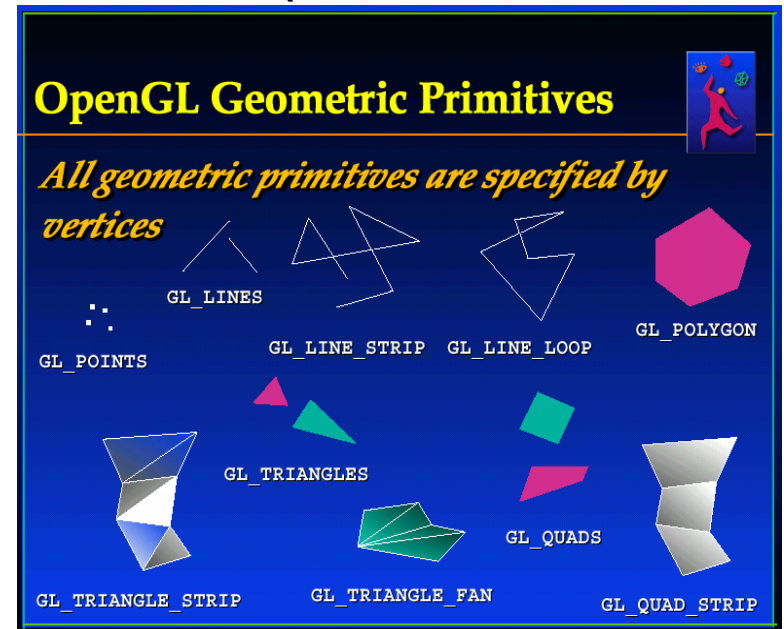 OpenGL Geometric Primitives
All geometric primitives are specified by
vertices
GL_LINES
GL_LINE_STRIP
GL_LINE_LOOP
GL_POLYGON
GL_POINTS
GL_TRIANGLES
GL_QUADS
GL_TRIANGLE_STRIP
GL_TRIANGLE_FAN
GL_QUAD_STRIP